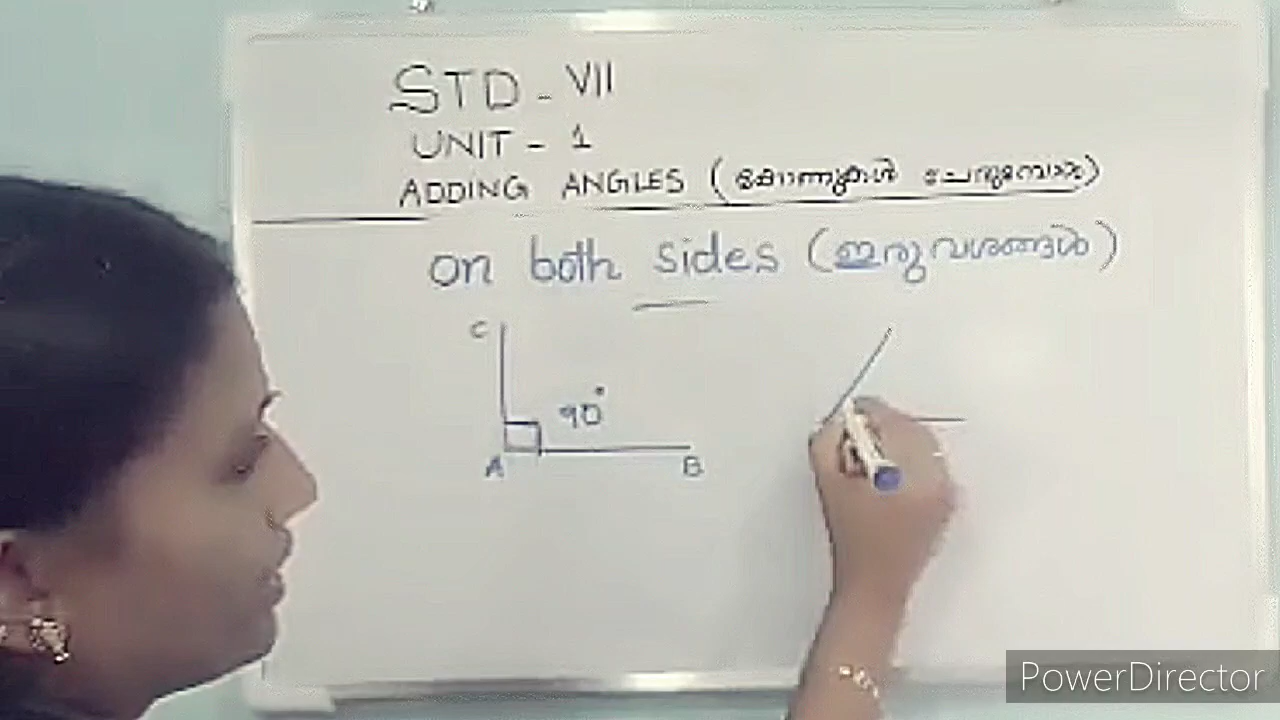 STD - VII
UNIT - 1
ADDING ANGLES (കോണുകൾ ചേരുമ്പോൾ)
on both sides (ഇരുവശങ്ങൾ)
C
90°
A B
PowerDirector